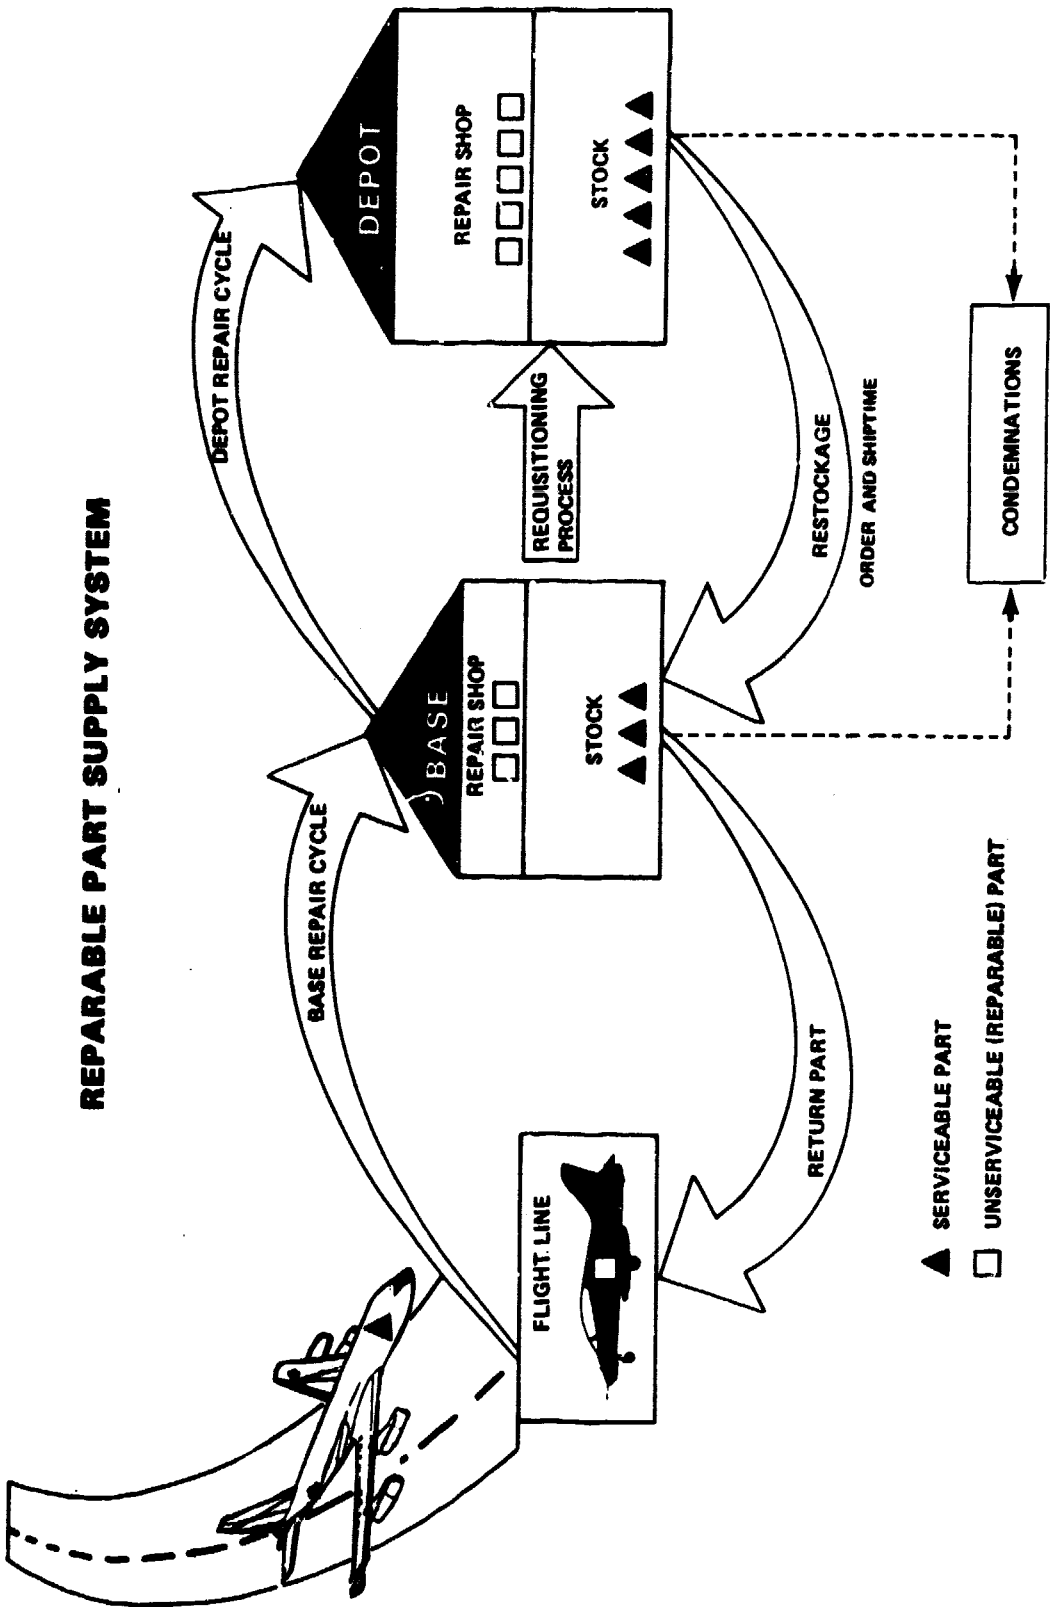 REPARABLE PART SUPPLY SYSTEM
DEPOT REPAIR CYCLE
BASE REPAIR CYCLE
DEPOT
REPAIR SHOP
STOCK
BASE
REPAIR SHOP
STOCK
REQUISITIONING
PROCESS
FLIGHT LINE
RETURN PART
RESTOCKAGE
ORDER AND SHIPTIME
CONDEMNATIONS
SERVICEABLE PART
UNSERVICEABLE (REPARABLE) PART